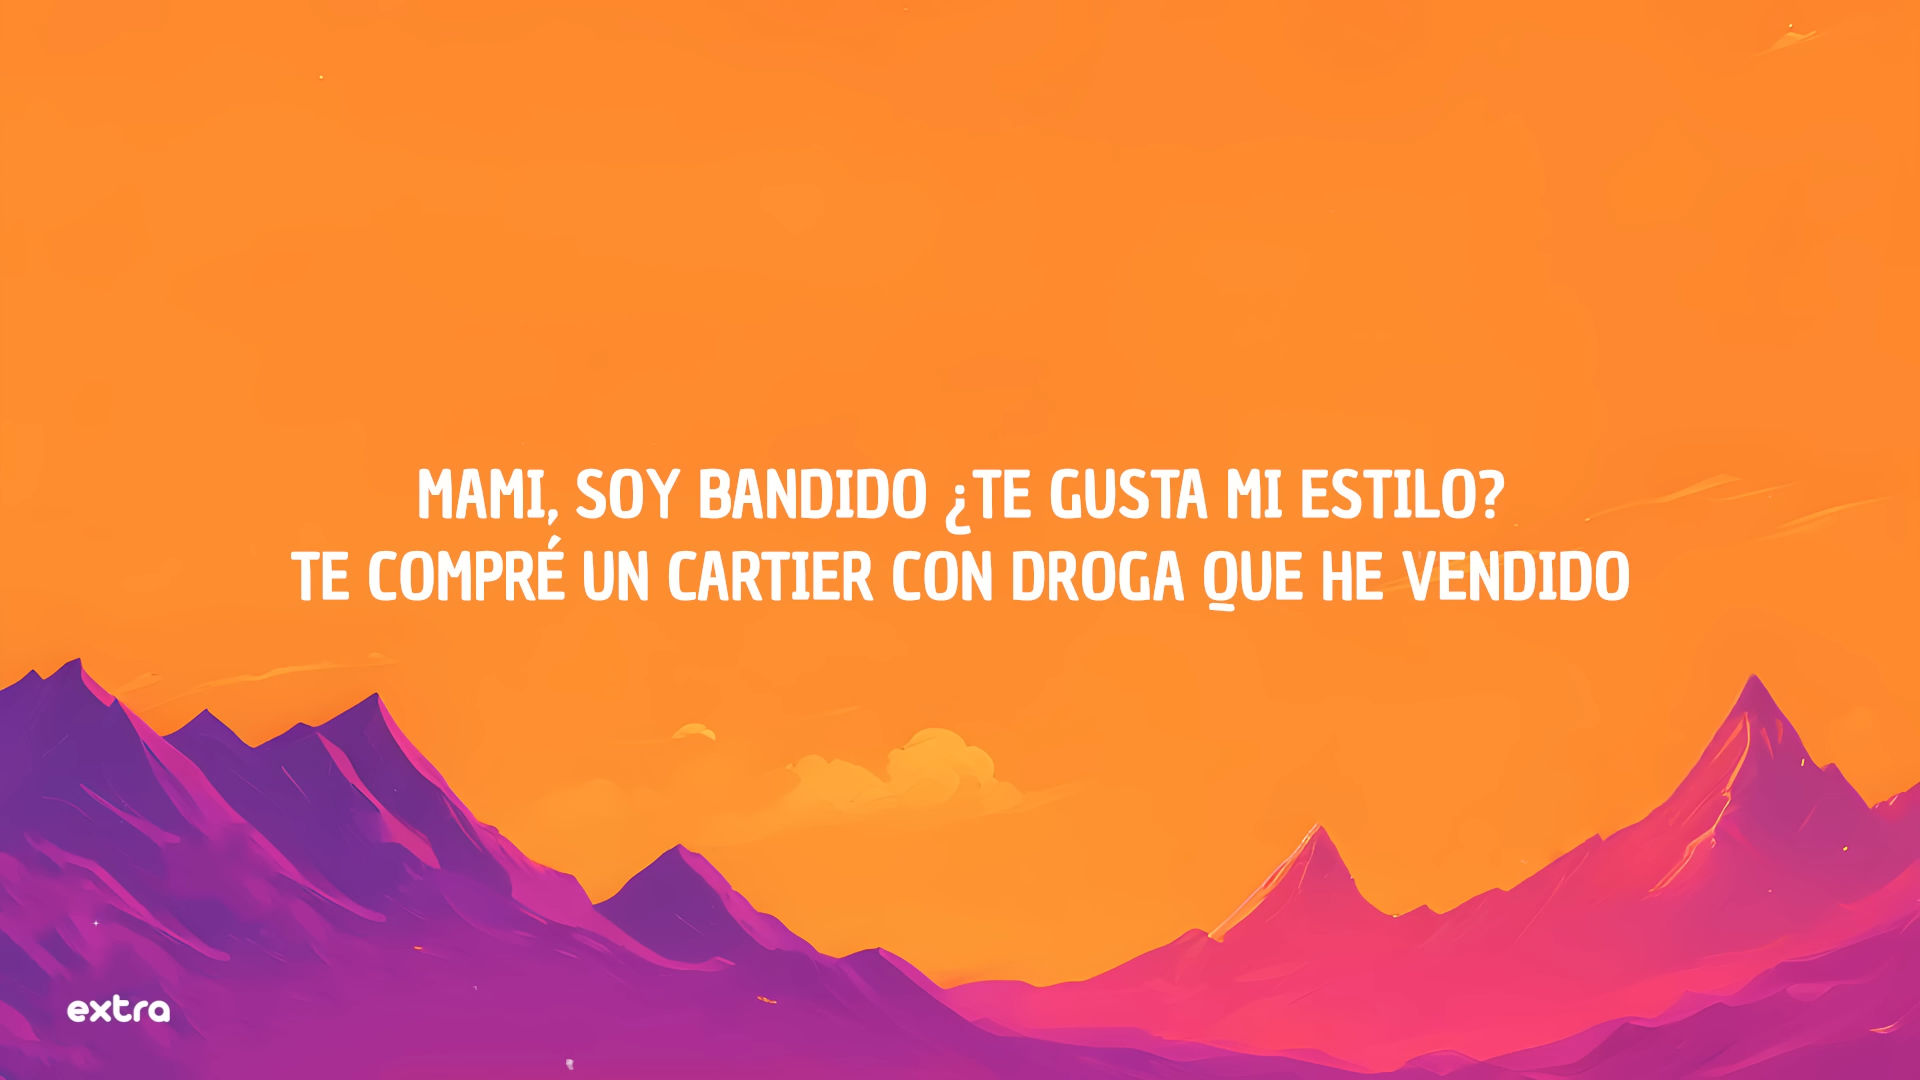 MAMI, SOY BANDIDO ¿TE GUSTA MI ESTILO?
TE COMPRÉ UN CARTIER CON DROGA QUE HE VENDIDO
extra